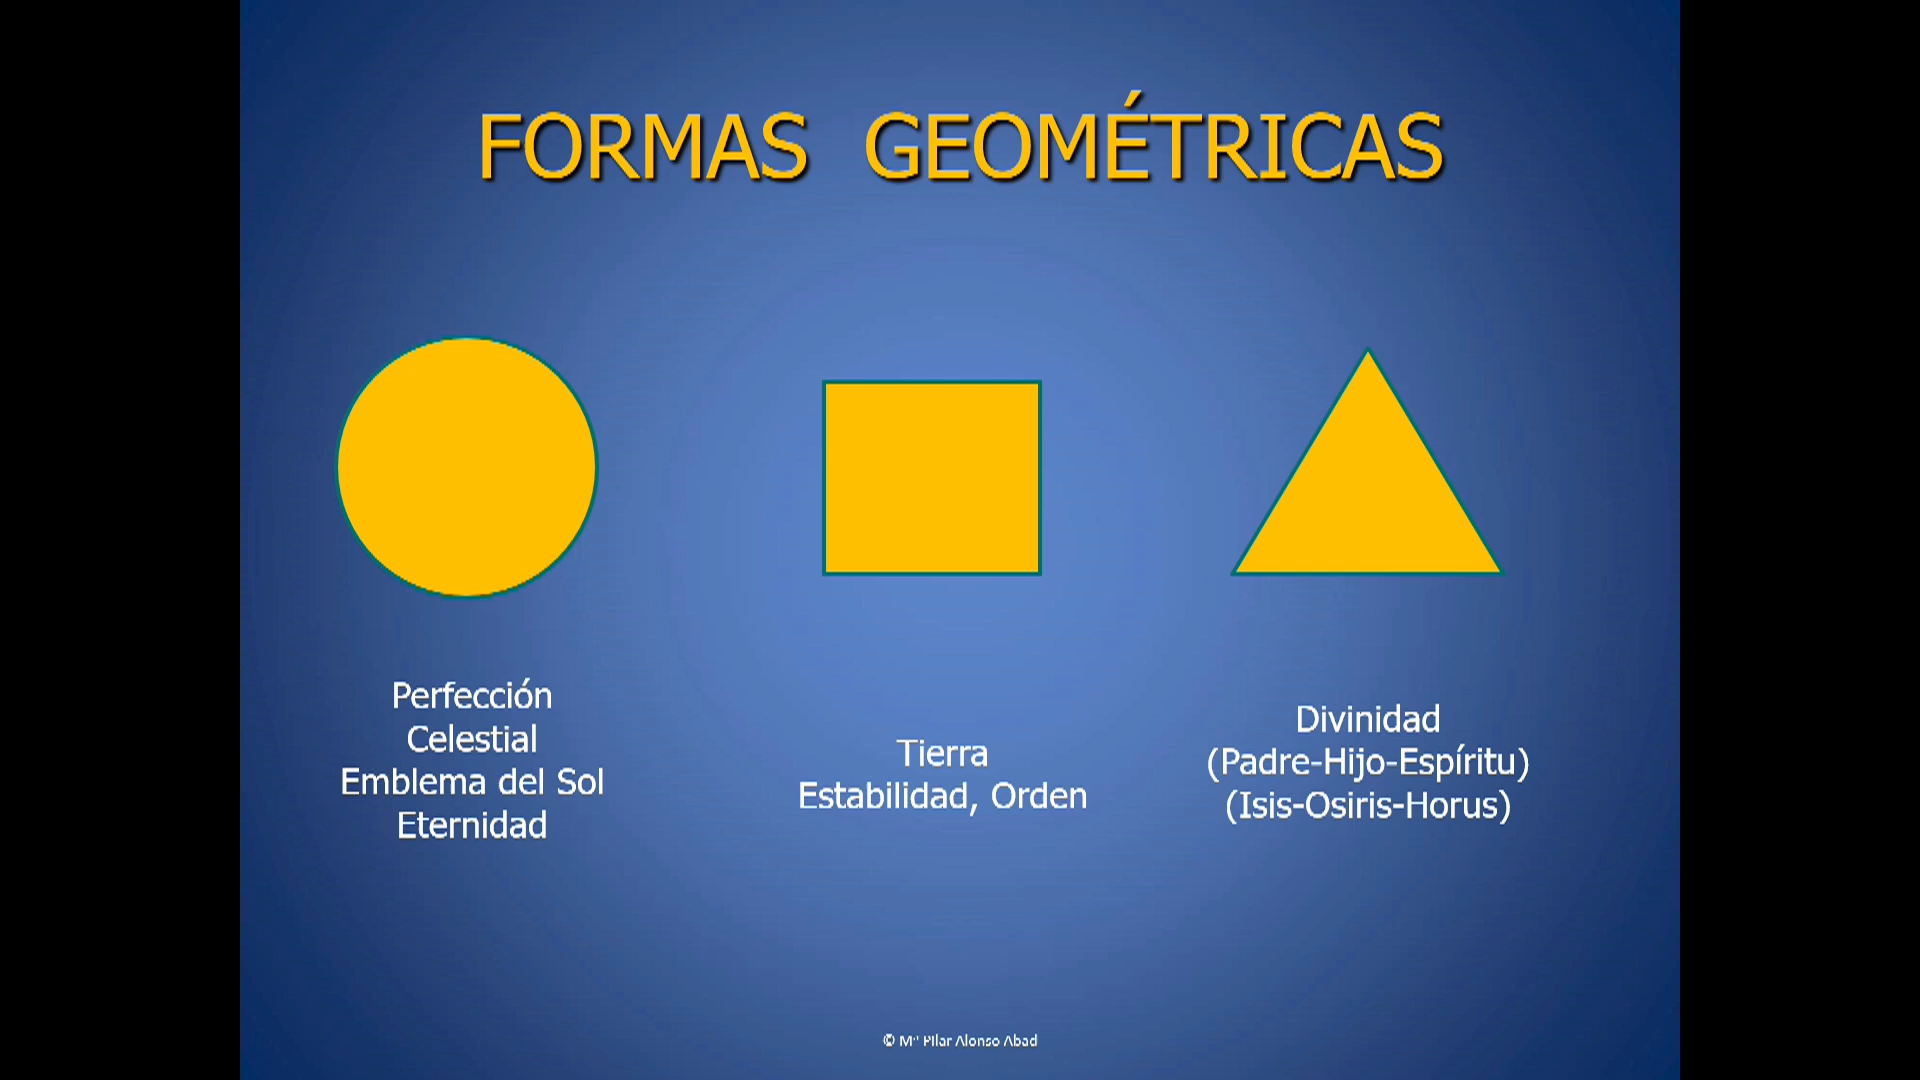 FORMAS GEOMÉTRICAS
Perfección
Celestial
Emblema del Sol
Eternidad
Tierra
Estabilidad, Orden
Divinidad
(Padre-Hijo-Espíritu)
(Isis-Osiris-Horus)
© Mª Pilar Alonso Abad